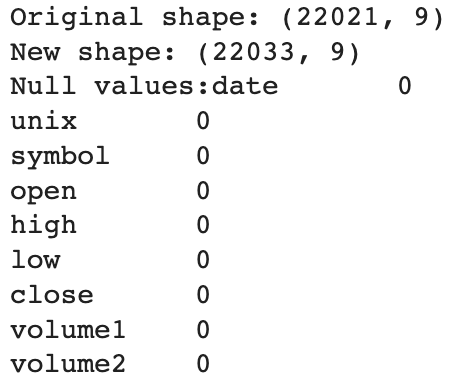 Original shape: (22021, 9)
New shape: (22033, 9)
Null values:date 0
unix 0
symbol 0
open 0
high 0
low 0
close 0
volume1 0
volume2 0